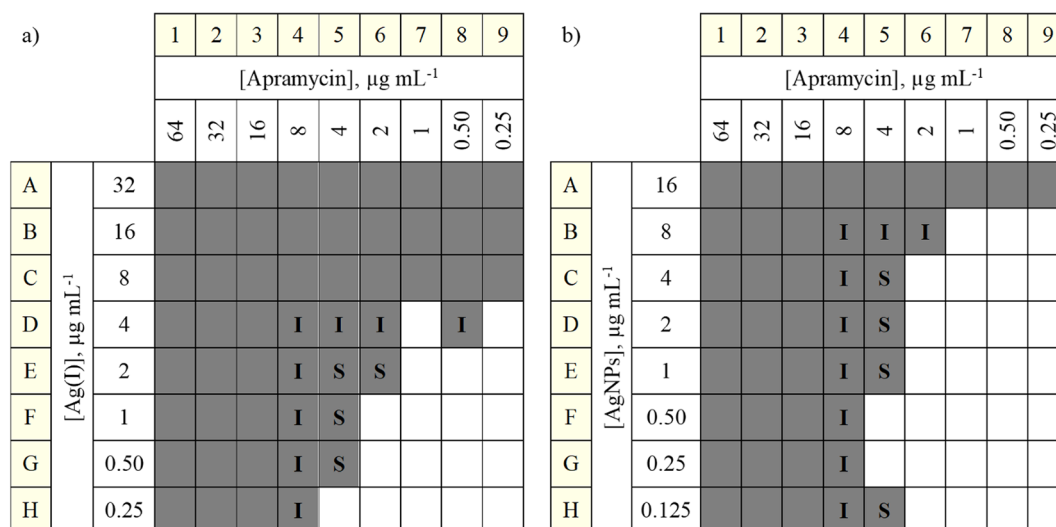 a)
1 2 3 4 5 6 7 8 9
[Apramycin], µg mL-1
64 32 16 8 4 2 1 0.50 0.25
[Ag(I)], µg mL-1
A 32
B 16
C 8
D 4 I I I I
E 2 I S S
F 1 I S
G 0.50 I S
H 0.25 I
b)
1 2 3 4 5 6 7 8 9
[Apramycin], µg mL-1
64 32 16 8 4 2 1 0.50 0.25
[AgNPs], µg mL-1
A 16
B 8 I I I
C 4 I S
D 2 I S
E 1 I S
F 0.50 I
G 0.25 I
H 0.125 I S